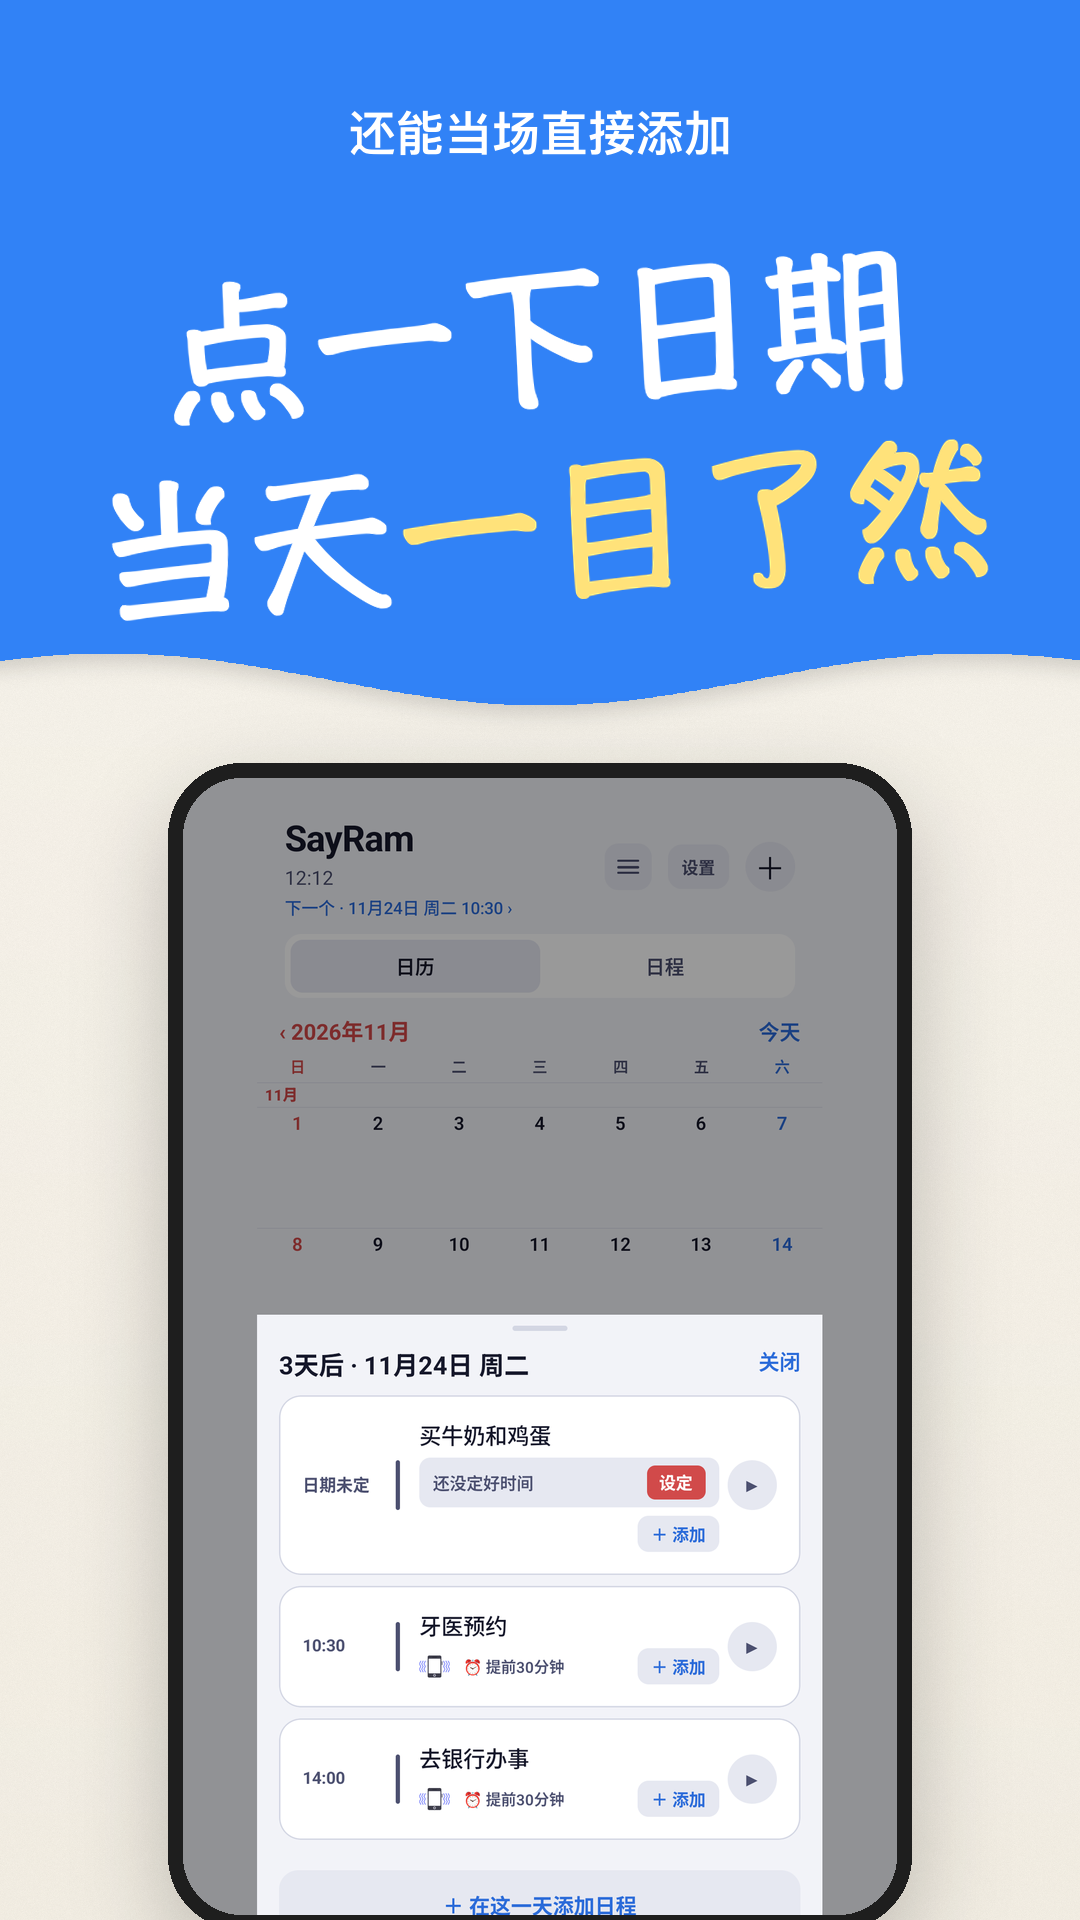 还能当场直接添加
点一下日期
当天一目了然
SayRam
12:12
下一个 · 11月24日 周二 10:30 ›
设置
日历 日程
‹ 2026年11月 今天
日 一 二 三 四 五 六
11月
1 2 3 4 5 6 7
8 9 10 11 12 13 14
3天后 · 11月24日 周二 关闭
买牛奶和鸡蛋
日期未定 还没定好时间 设定
+ 添加
牙医预约
10:30
提前30分钟 + 添加
去银行办事
14:00
提前30分钟 + 添加
+ 在这一天添加日程